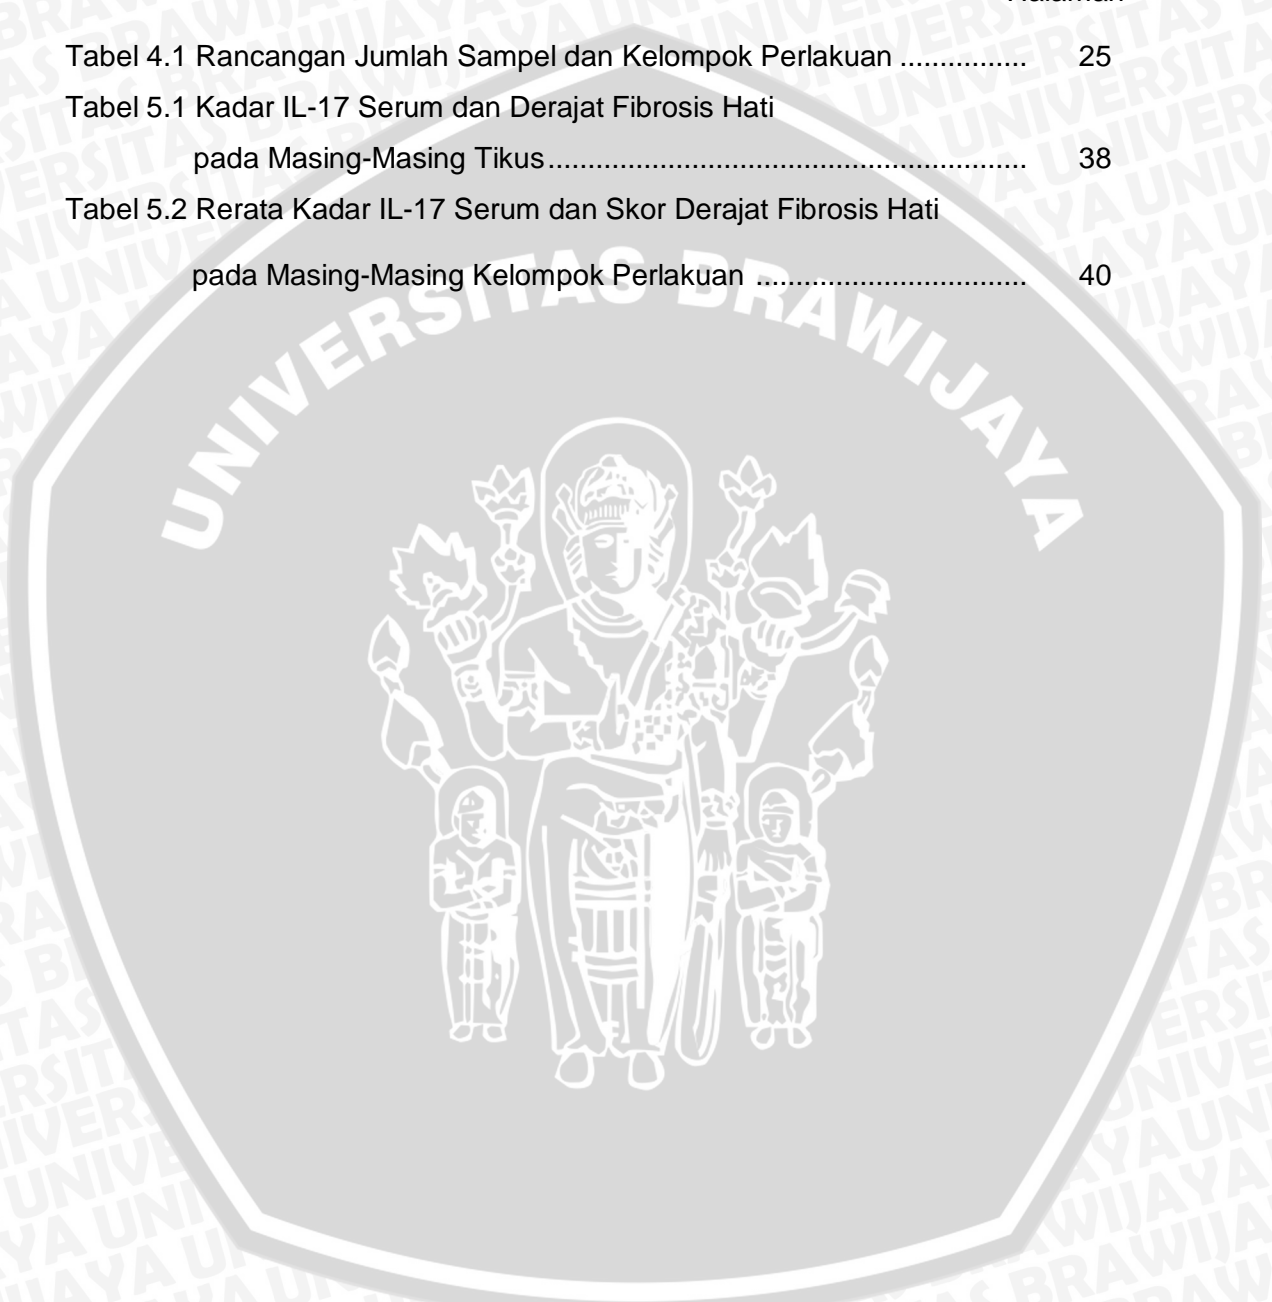 Tabel 4.1 Rancangan Jumlah Sampel dan Kelompok Perlakuan ............... 25
Tabel 5.1 Kadar IL-17 Serum dan Derajat Fibrosis Hati
pada Masing-Masing Tikus........................................................ 38
Tabel 5.2 Rerata Kadar IL-17 Serum dan Skor Derajat Fibrosis Hati
pada Masing-Masing Kelompok Perlakuan ................................ 40
UNIVERSITAS BRAWIJAYA